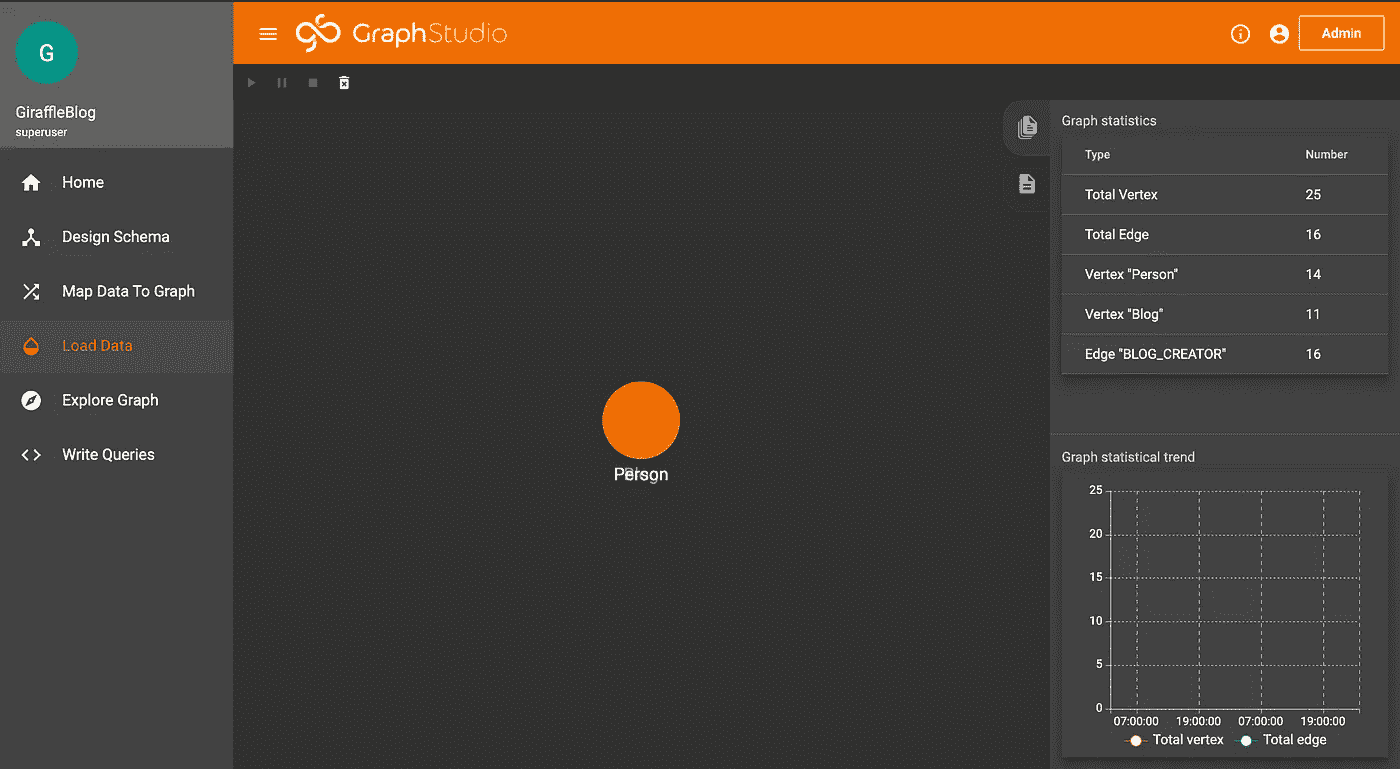 G
GiraffleBlog
superuser
Home
Design Schema
Map Data To Graph
Load Data
Explore Graph
Write Queries
GraphStudio
Admin
Person
Graph statistics
Type Number
Total Vertex 25
Total Edge 16
Vertex "Person" 14
Vertex "Blog" 11
Edge "BLOG_CREATOR" 16
Graph statistical trend
25
20
15
10
5
0
07:00:00 19:00:00 07:00:00 19:00:00
Total vertex Total edge